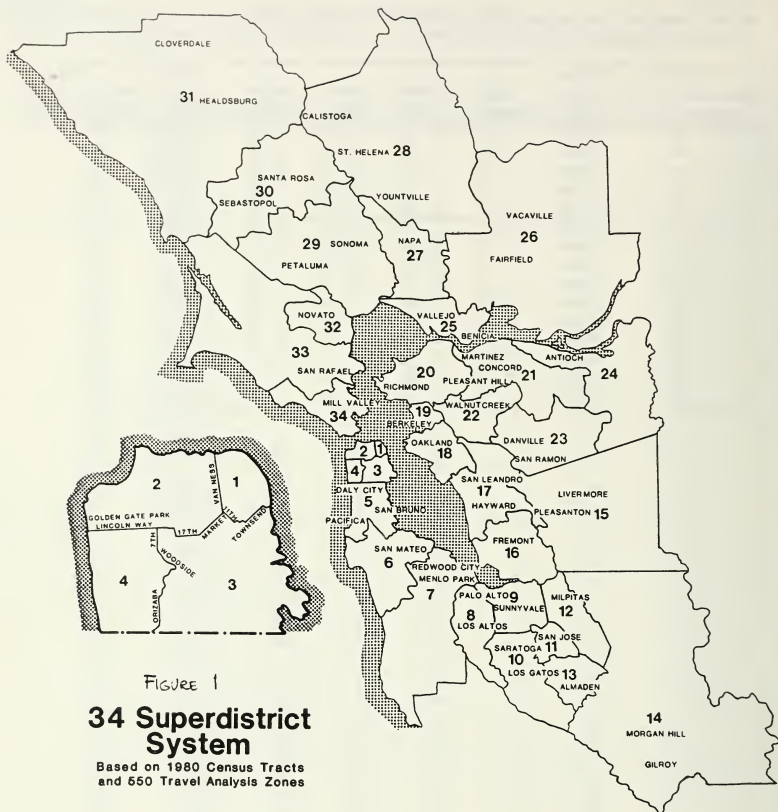 CLOVERDALE
31 HEALDSBURG
CALISTOGA
ST. HELENA 28
SANTA ROSA
30
SEBASTOPOL
YOUNTVILLE
VACAVILLE
26
FAIRFIELD
29 SONOMA
PETALUMA
NAPA
27
NOVATO
32
VALLEJO
25
BENICIA
33
SAN RAFAEL
MARTINEZ
CONCORD
ANTIOCH
20
RICHMOND
PLEASANT HILL
21
24
MILL VALLEY
34
19
BERKELEY
WALNUT CREEK
22
OAKLAND
18
DANVILLE
23
SAN RAMON
2
1
4
3
DALY CITY
5
SAN BRUNO
PACIFICA
SAN LEANDRO
17
HAYWARD
LIVERMORE
PLEASANTON 15
FREMONT
16
SAN MATEO
6
REDWOOD CITY
MENLO PARK
7
PALO ALTO 9
SUNNYVALE
8
LOS ALTOS
MILPITAS
12
SAN JOSE
SARATOGA 11
10
LOS GATOS 13
ALMADEN
14
MORGAN HILL
GILROY
2
VAN NESS
1
GOLDEN GATE PARK
LINCOLN WAY
17TH
MARKET
11TH
TOWNSEND
7TH
WOODSIDE
4
3
ORIZABA
FIGURE 1
34 Superdistrict
System
Based on 1980 Census Tracts
and 550 Travel Analysis Zones